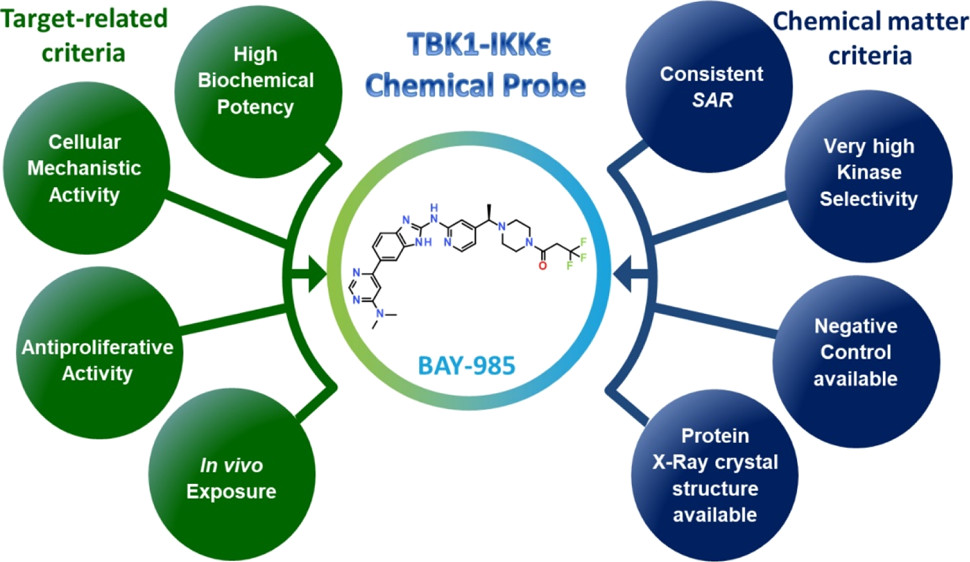 Target-related
criteria
High
Biochemical
Potency
Cellular
Mechanistic
Activity
Antiproliferative
Activity
In vivo
Exposure
TBK1-IKKε
Chemical Probe
N
H
N
N
H
N
N
N
N
N
N
O
F
F
F
BAY-985
Chemical matter
criteria
Consistent
SAR
Very high
Kinase
Selectivity
Negative
Control
available
Protein
X-Ray crystal
structure
available